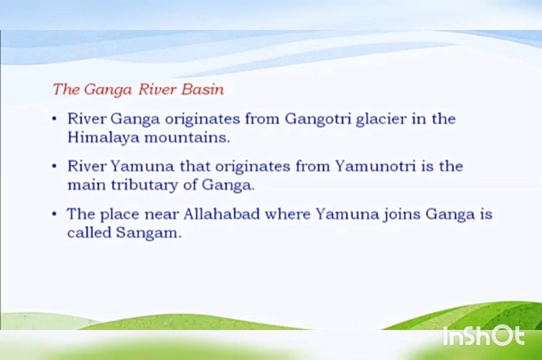 The Ganga River Basin
• River Ganga originates from Gangotri glacier in the
Himalaya mountains.
• River Yamuna that originates from Yamunotri is the
main tributary of Ganga.
• The place near Allahabad where Yamuna joins Ganga is
called Sangam.
InShOt